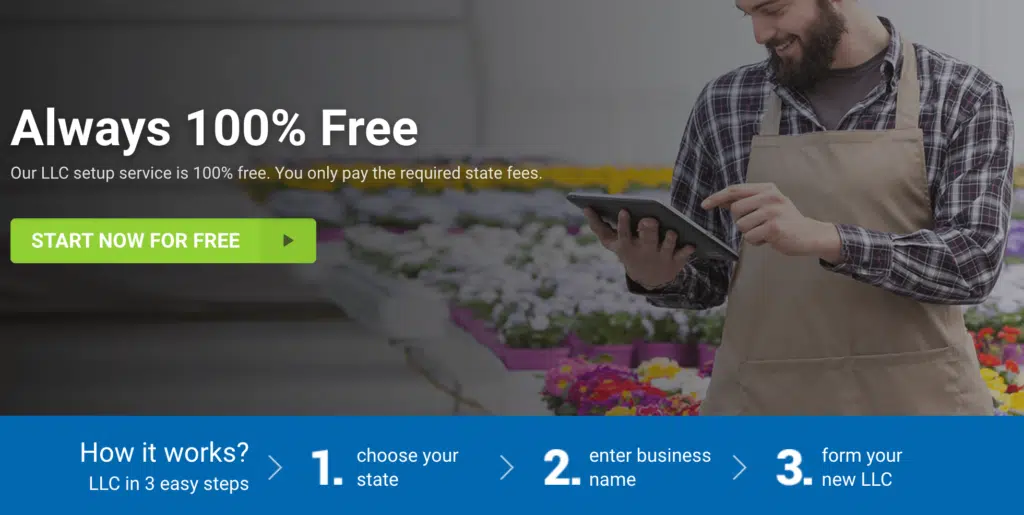 Always 100% Free
Our LLC setup service is 100% free. You only pay the required state fees.
START NOW FOR FREE
How it works?
LLC in 3 easy steps
1. choose your
state
2. enter business
name
3. form your
new LLC